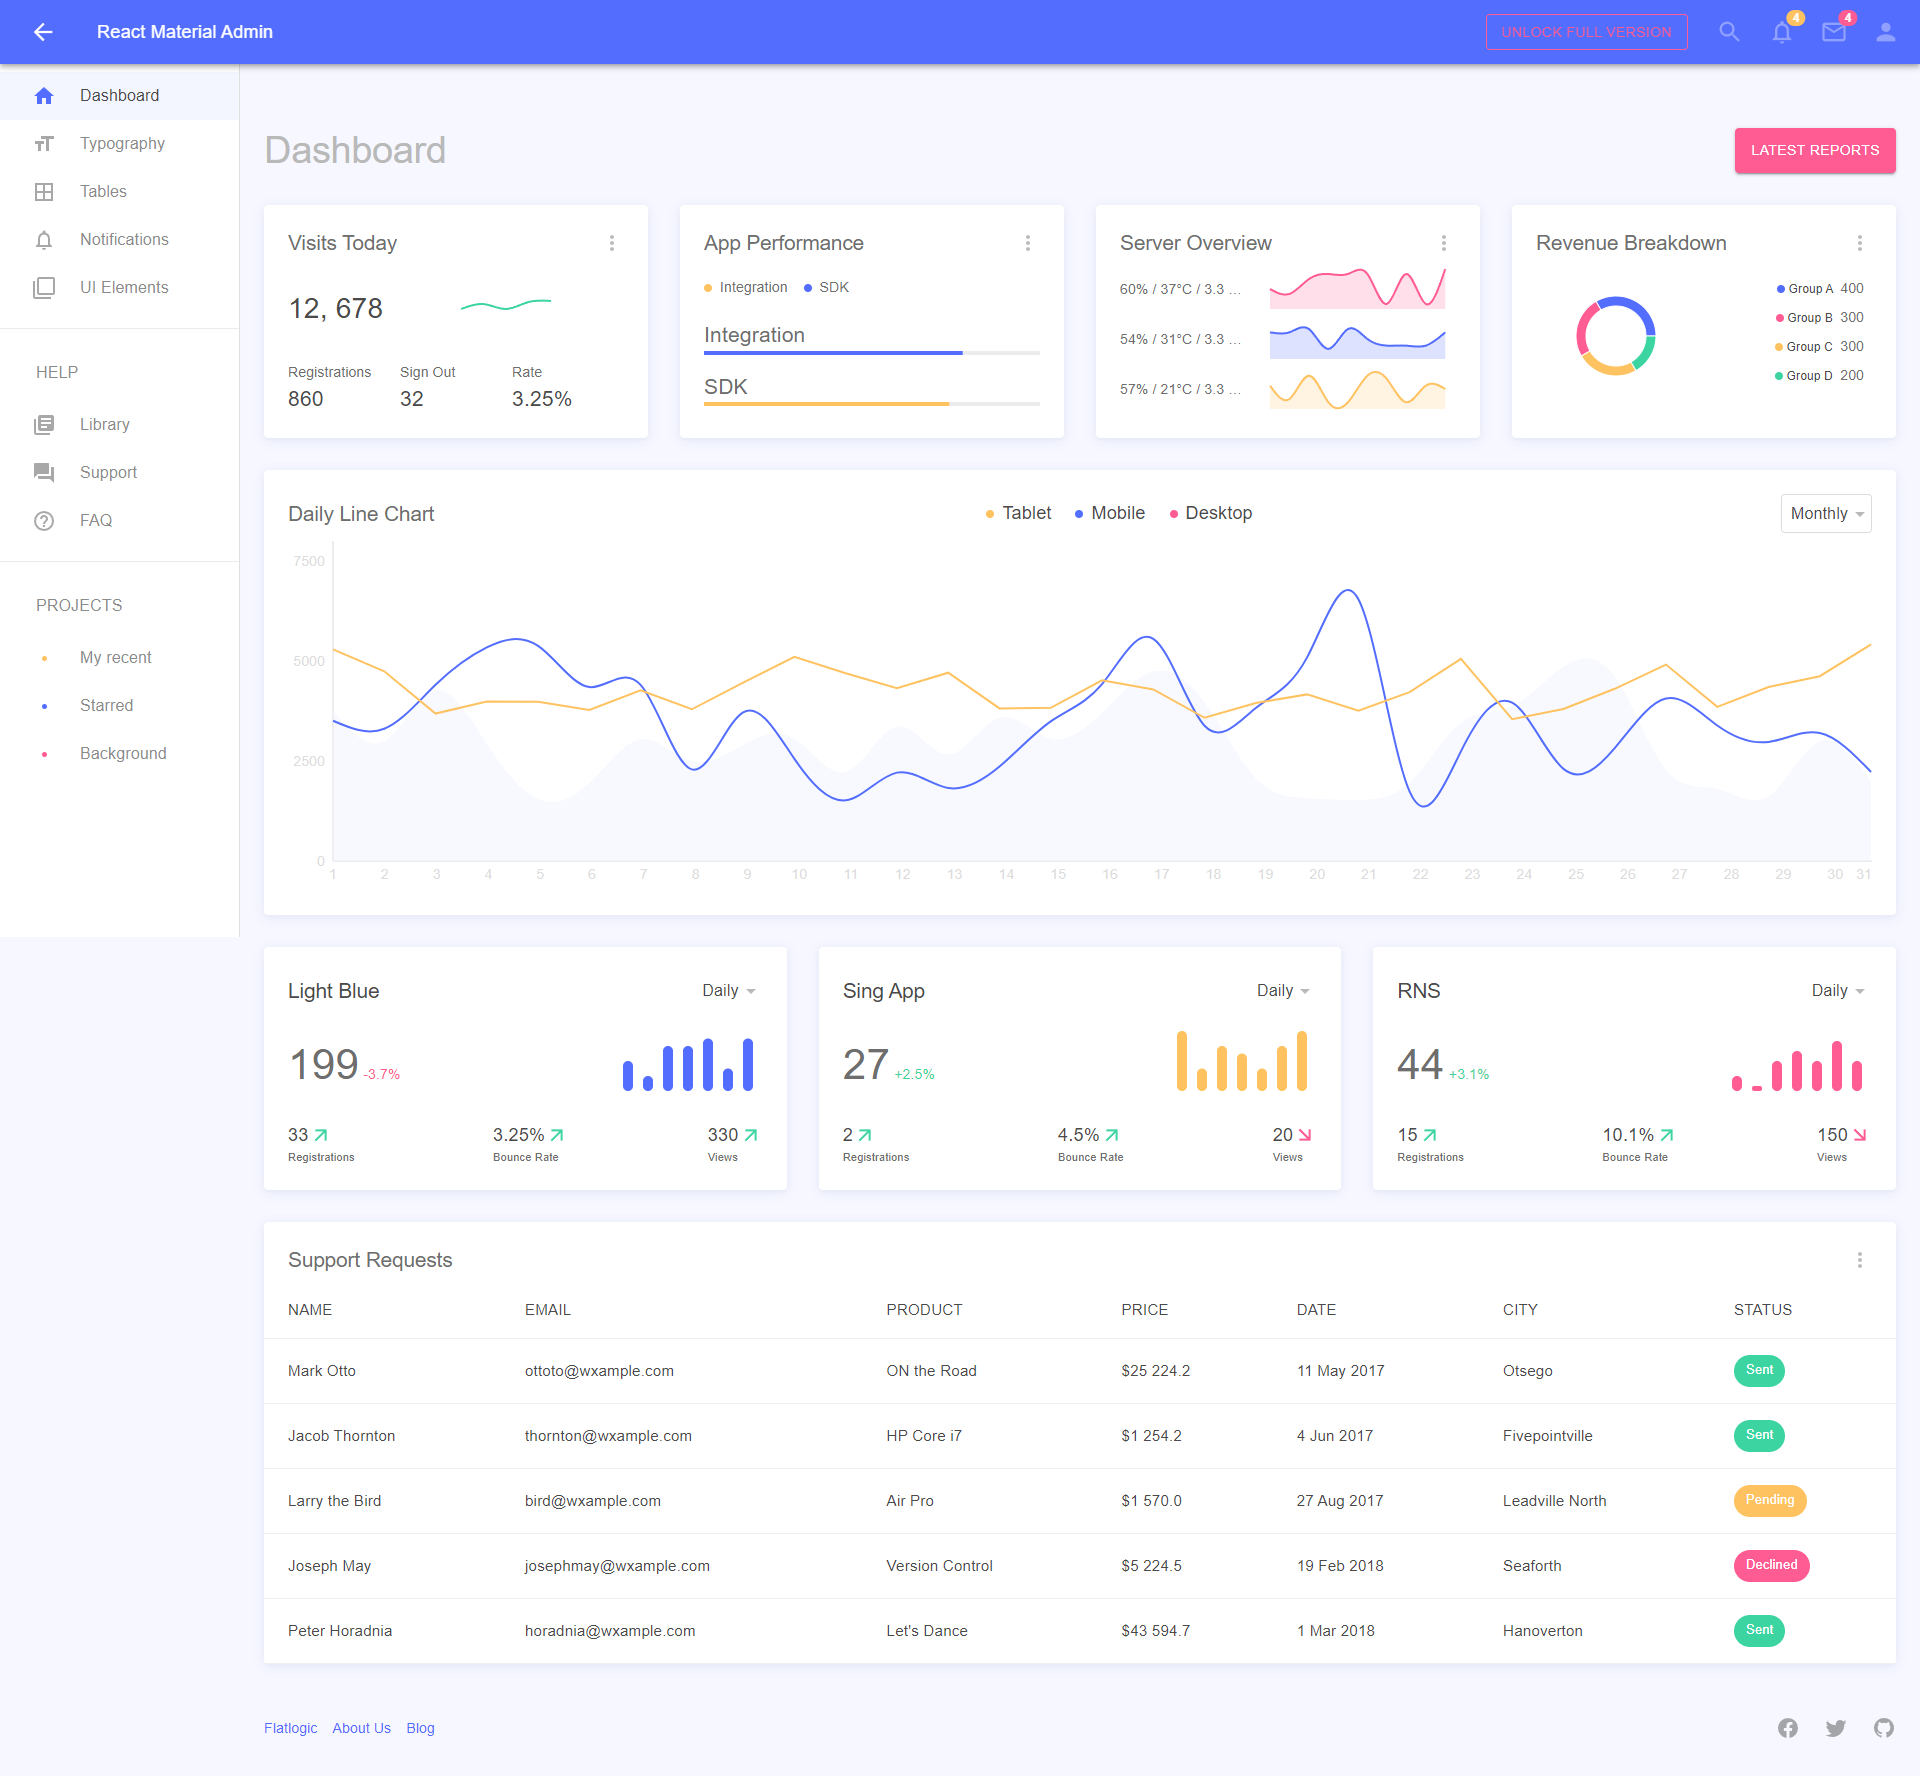 React Material Admin
UNLOCK FULL VERSION
4
4
Dashboard
Typography
Tables
Notifications
UI Elements
HELP
Library
Support
FAQ
PROJECTS
My recent
Starred
Background
Dashboard
LATEST REPORTS
Visits Today
12, 678
Registrations Sign Out Rate
860 32 3.25%
App Performance
Integration SDK
Integration
SDK
Server Overview
60% / 37°C / 3.3 ...
54% / 31°C / 3.3 ...
57% / 21°C / 3.3 ...
Revenue Breakdown
Group A 400
Group B 300
Group C 300
Group D 200
Daily Line Chart
Tablet Mobile Desktop
Monthly
7500
5000
2500
0
1 2 3 4 5 6 7 8 9 10 11 12 13 14 15 16 17 18 19 20 21 22 23 24 25 26 27 28 29 30 31
Light Blue Daily
199 -3.7%
33 3.25% 330
Registrations Bounce Rate Views
Sing App Daily
27 +2.5%
2 4.5% 20
Registrations Bounce Rate Views
RNS Daily
44 +3.1%
15 10.1% 150
Registrations Bounce Rate Views
Support Requests
NAME EMAIL PRODUCT PRICE DATE CITY STATUS
Mark Otto ottoto@wxample.com ON the Road $25 224.2 11 May 2017 Otsego Sent
Jacob Thornton thornton@wxample.com HP Core i7 $1 254.2 4 Jun 2017 Fivepointville Sent
Larry the Bird bird@wxample.com Air Pro $1 570.0 27 Aug 2017 Leadville North Pending
Joseph May josephmay@wxample.com Version Control $5 224.5 19 Feb 2018 Seaforth Declined
Peter Horadnia horadnia@wxample.com Let's Dance $43 594.7 1 Mar 2018 Hanoverton Sent
Flatlogic About Us Blog